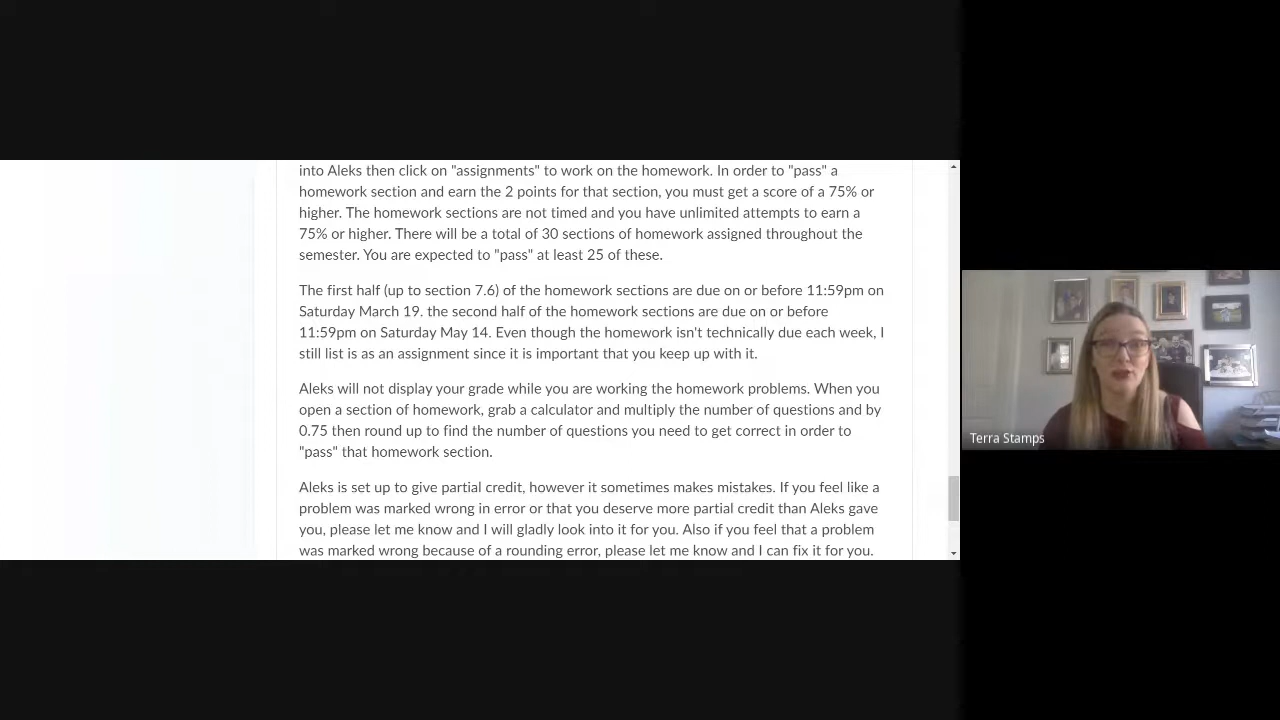 into Aleks then click on "assignments" to work on the homework. In order to "pass" a
homework section and earn the 2 points for that section, you must get a score of a 75% or
higher. The homework sections are not timed and you have unlimited attempts to earn a
75% or higher. There will be a total of 30 sections of homework assigned throughout the
semester. You are expected to "pass" at least 25 of these.
The first half (up to section 7.6) of the homework sections are due on or before 11:59pm on
Saturday March 19. the second half of the homework sections are due on or before
11:59pm on Saturday May 14. Even though the homework isn't technically due each week, I
still list is as an assignment since it is important that you keep up with it.
Aleks will not display your grade while you are working the homework problems. When you
open a section of homework, grab a calculator and multiply the number of questions and by
0.75 then round up to find the number of questions you need to get correct in order to
"pass" that homework section.
Aleks is set up to give partial credit, however it sometimes makes mistakes. If you feel like a
problem was marked wrong in error or that you deserve more partial credit than Aleks gave
you, please let me know and I will gladly look into it for you. Also if you feel that a problem
was marked wrong because of a rounding error, please let me know and I can fix it for you.
Terra Stamps